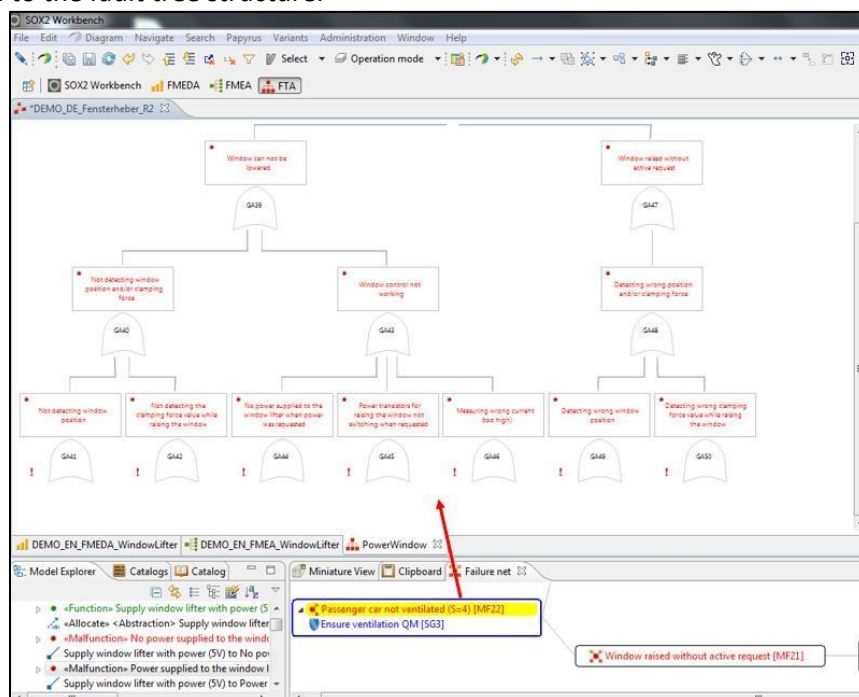 to the fault tree structure.
SOX2 Workbench
File Edit Diagram Navigate Search Papyrus Variants Administration Window Help
Select Operation mode
SOX2 Workbench FMEDA FMEA FTA
*DEMO_DE_Fensterheber_R2
Window can not be
lowered
Window raised without
active request
GA39
GA47
Not detecting window
position and/or clamping
force
Window control not
working
Detecting wrong position
and/or clamping force
GA40
GA43
GA48
Not detecting window
position
Not detecting the
clamping force value while
raising the window
No power supplied to the
window lifter when power
was requested
Power transistors for
raising the window not
switching when requested
Measuring wrong current
(too high)
Detecting wrong window
position
Detecting wrong clamping
force value while raising
the window
! GA41
! GA42
! GA44
! GA45
! GA46
! GA49
! GA50
DEMO_EN_FMEDA_WindowLifter DEMO_EN_FMEA_WindowLifter PowerWindow
Model Explorer Catalogs Catalog
Miniature View Clipboard Failure net
«Function» Supply window lifter with power (5
«Allocate» <Abstraction> Supply window lifter
«Malfunction» No power supplied to the windo
Supply window lifter with power (5V) to No pov
«Malfunction» Power supplied to the window l
Supply window lifter with power (5V) to Power
Passenger car not ventilated (S=4) [MF22]
Ensure ventilation QM [SG3]
Window raised without active request [MF21]